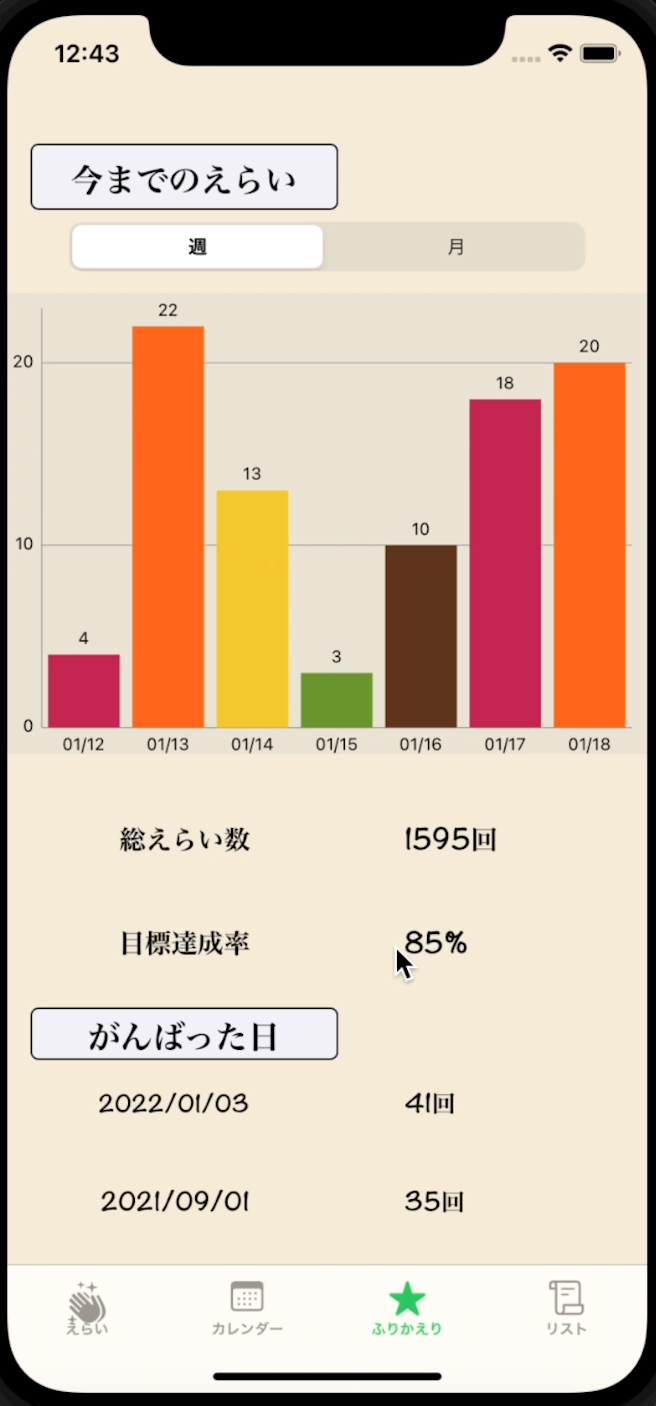 12:43
今までのえらい
週 月
22
20
20
18
13
10
10
4
3
0
01/12 01/13 01/14 01/15 01/16 01/17 01/18
総えらい数 1595回
目標達成率 85%
がんばった日
2022/01/03 41回
2021/09/01 35回
えらい カレンダー ふりかえり リスト